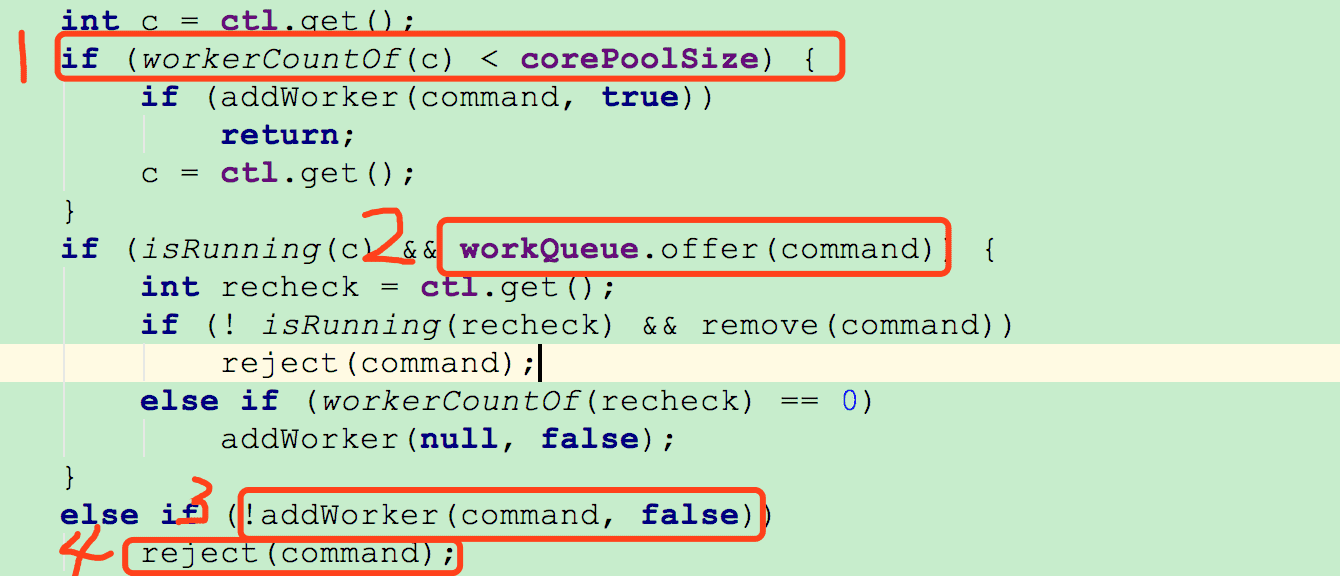 int c = ctl.get();
1 if (workerCountOf(c) < corePoolSize) {
if (addWorker(command, true))
return;
c = ctl.get();
}
if (isRunning(c) 2 && workQueue.offer(command)) {
int recheck = ctl.get();
if (! isRunning(recheck) && remove(command))
reject(command);
else if (workerCountOf(recheck) == 0)
addWorker(null, false);
}
else if 3 (!addWorker(command, false))
4 reject(command);